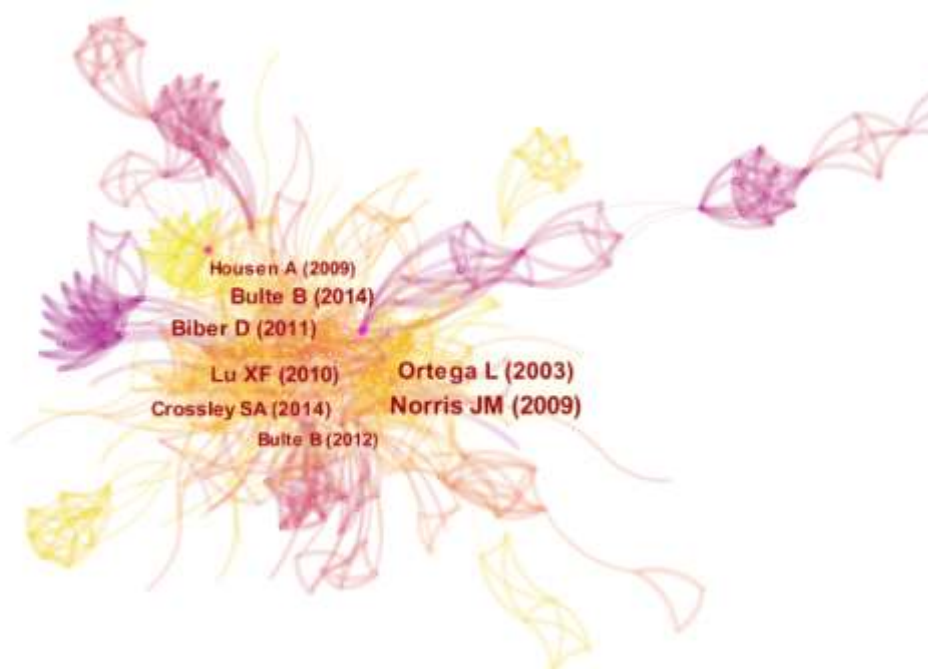 Housen A (2009)
Bulte B (2014)
Biber D (2011)
Lu XF (2010)
Ortega L (2003)
Crossley SA (2014)
Norris JM (2009)
Bulte B (2012)